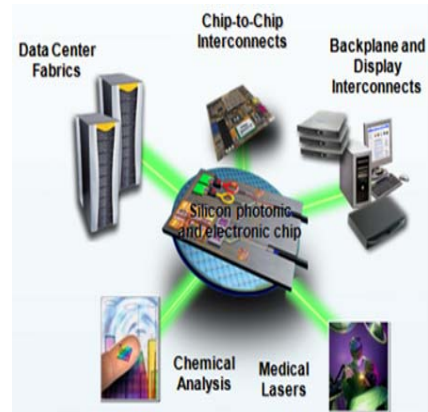 Chip-to-Chip
Interconnects
Data Center
Fabrics
Backplane and
Display
Interconnects
Silicon photonic
and electronic chip
Chemical
Analysis
Medical
Lasers